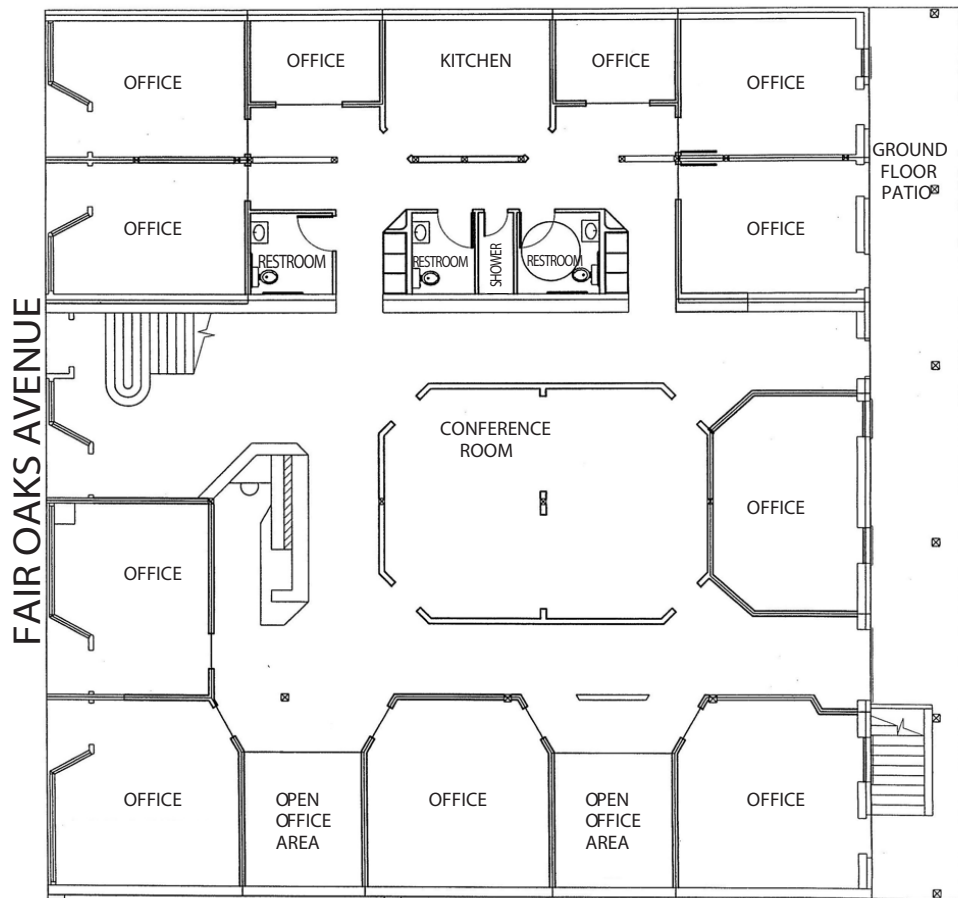 OFFICE
OFFICE
KITCHEN
OFFICE
OFFICE
GROUND
FLOOR
PATIO
OFFICE
OFFICE
RESTROOM
RESTROOM
SHOWER
RESTROOM
FAIR OAKS AVENUE
CONFERENCE
ROOM
OFFICE
OFFICE
OFFICE
OPEN
OFFICE
AREA
OFFICE
OPEN
OFFICE
AREA
OFFICE